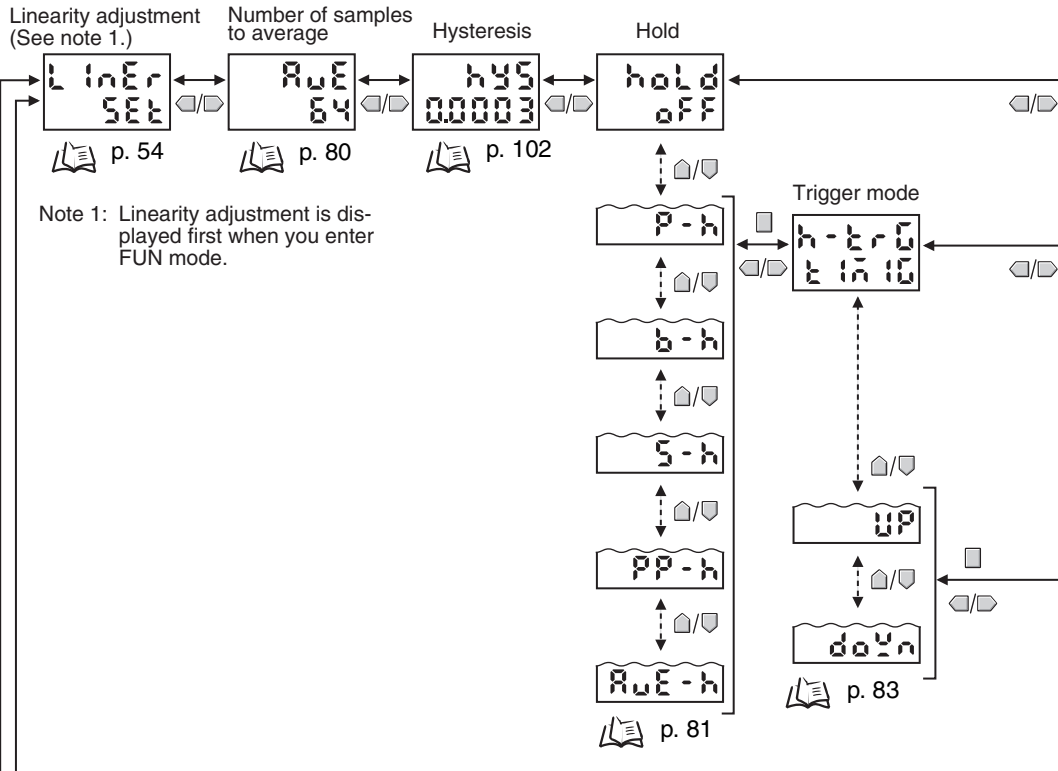 Linearity adjustment
(See note 1.)
Number of samples
to average
Hysteresis
Hold
LInEr
SEt
AvE
64
hyS
0.0003
hoLd
oFF
p. 54
p. 80
p. 102
Note 1: Linearity adjustment is dis-
played first when you enter
FUN mode.
P-h
b-h
S-h
PP-h
AvE-h
p. 81
Trigger mode
h-trG
tImIG
UP
down
p. 83